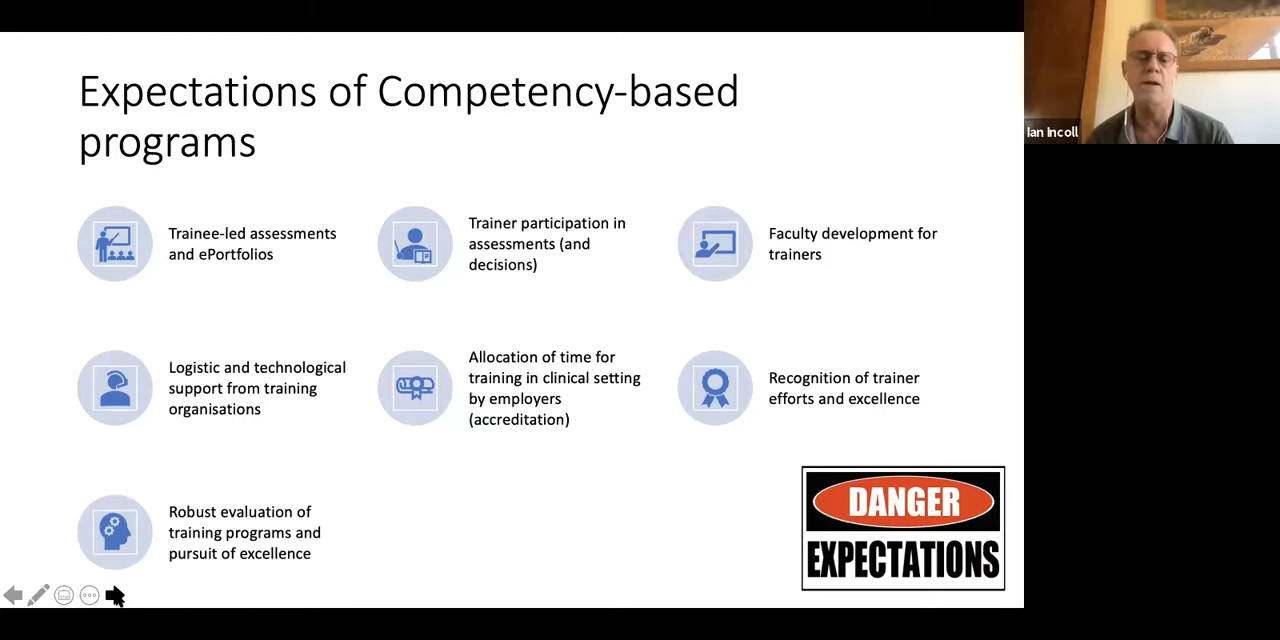 Expectations of Competency-based
programs
Ian Incoll
Trainee-led assessments
and ePortfolios
Trainer participation in
assessments (and
decisions)
Faculty development for
trainers
Logistic and technological
support from training
organisations
Allocation of time for
training in clinical setting
by employers
(accreditation)
Recognition of trainer
efforts and excellence
Robust evaluation of
training programs and
pursuit of excellence
DANGER
EXPECTATIONS